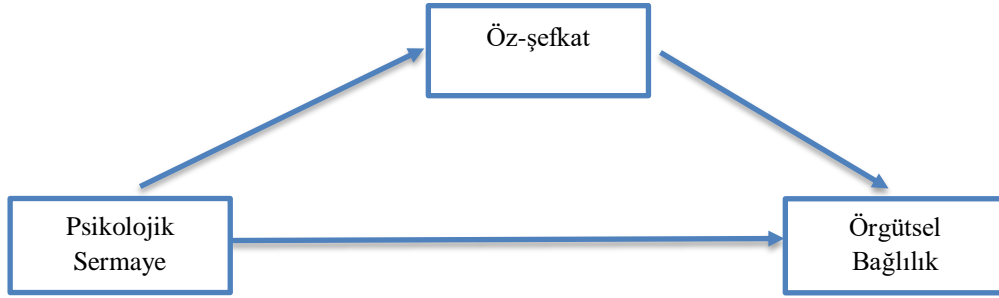 Öz-şefkat
Psikolojik
Sermaye
Örgütsel
Bağlılık